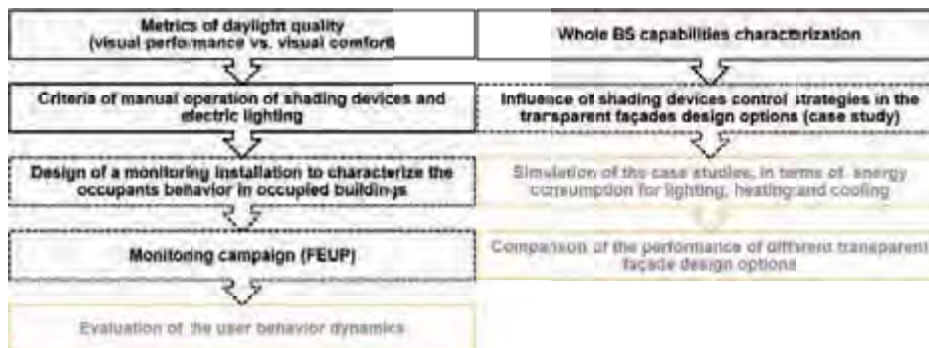 Metrics of daylight quality
(visual performance vs. visual comfort)
Criteria of manual operation of shading devices and
electric lighting
Design of a monitoring installation to characterize the
occupants behavior in occupied buildings
Monitoring campaign (FEUP)
Evaluation of the user behavior dynamics
Whole BS capabilities characterization
Influence of shading devices control strategies in the
transparent façades design options (case study)
Simulation of the case studies, in terms of energy
consumption for lighting, heating and cooling
Comparison of the performance of different transparent
façade design options